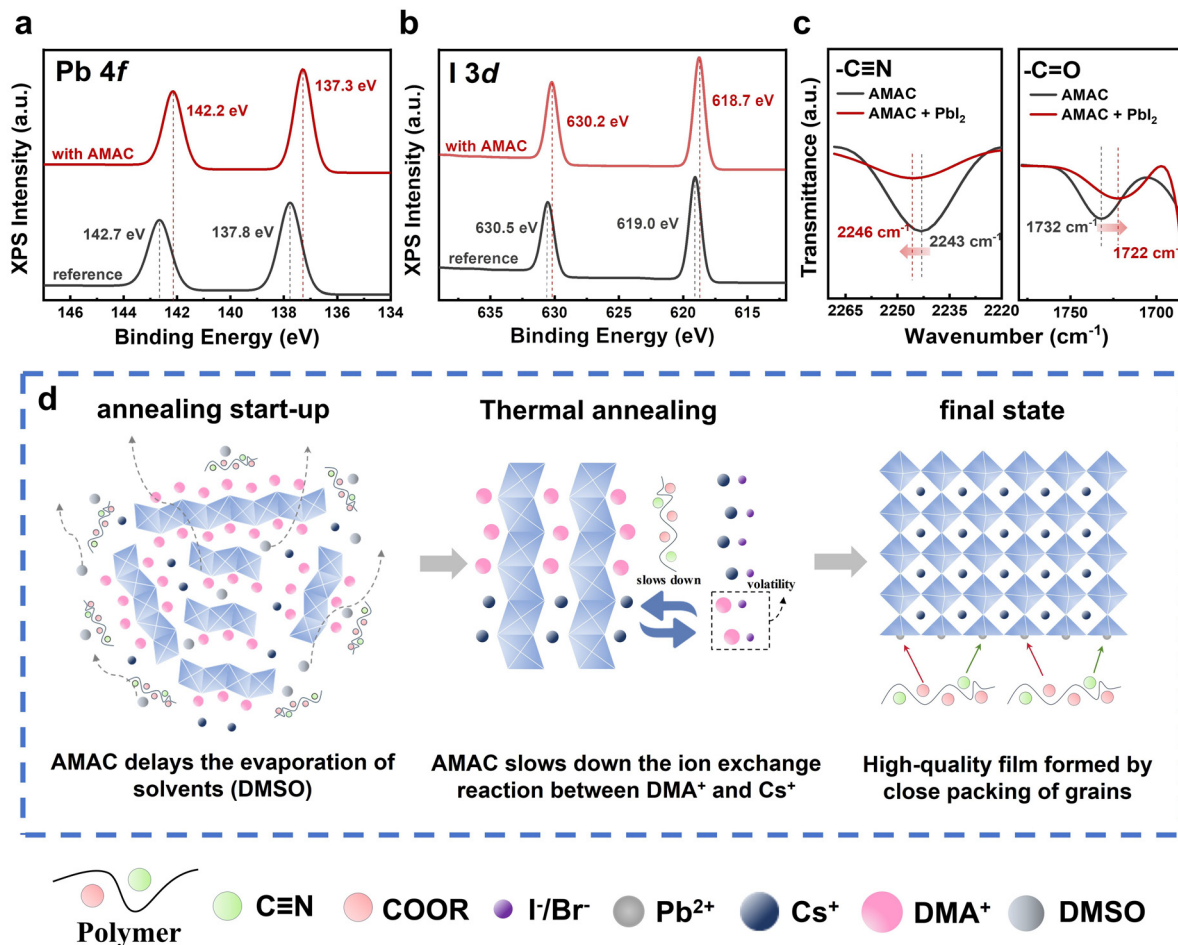 a
Pb 4f
137.3 eV
142.2 eV
with AMAC
142.7 eV
137.8 eV
reference
XPS Intensity (a.u.)
146 144 142 140 138 136 134
Binding Energy (eV)
b
I 3d
618.7 eV
630.2 eV
with AMAC
630.5 eV
619.0 eV
reference
XPS Intensity (a.u.)
635 630 625 620 615
Binding Energy (eV)
c
-C≡N
AMAC
AMAC + PbI₂
2246 cm⁻¹
2243 cm⁻¹
Transmittance (a.u.)
2265 2250 2235 2220
-C=O
AMAC
AMAC + PbI₂
1732 cm⁻¹
1722 cm⁻¹
1750 1700
Wavenumber (cm⁻¹)
d
annealing start-up
Thermal annealing
final state
slows down
volatility
AMAC delays the evaporation of
solvents (DMSO)
AMAC slows down the ion exchange
reaction between DMA⁺ and Cs⁺
High-quality film formed by
close packing of grains
Polymer
C≡N
COOR
I⁻/Br⁻
Pb²⁺
Cs⁺
DMA⁺
DMSO